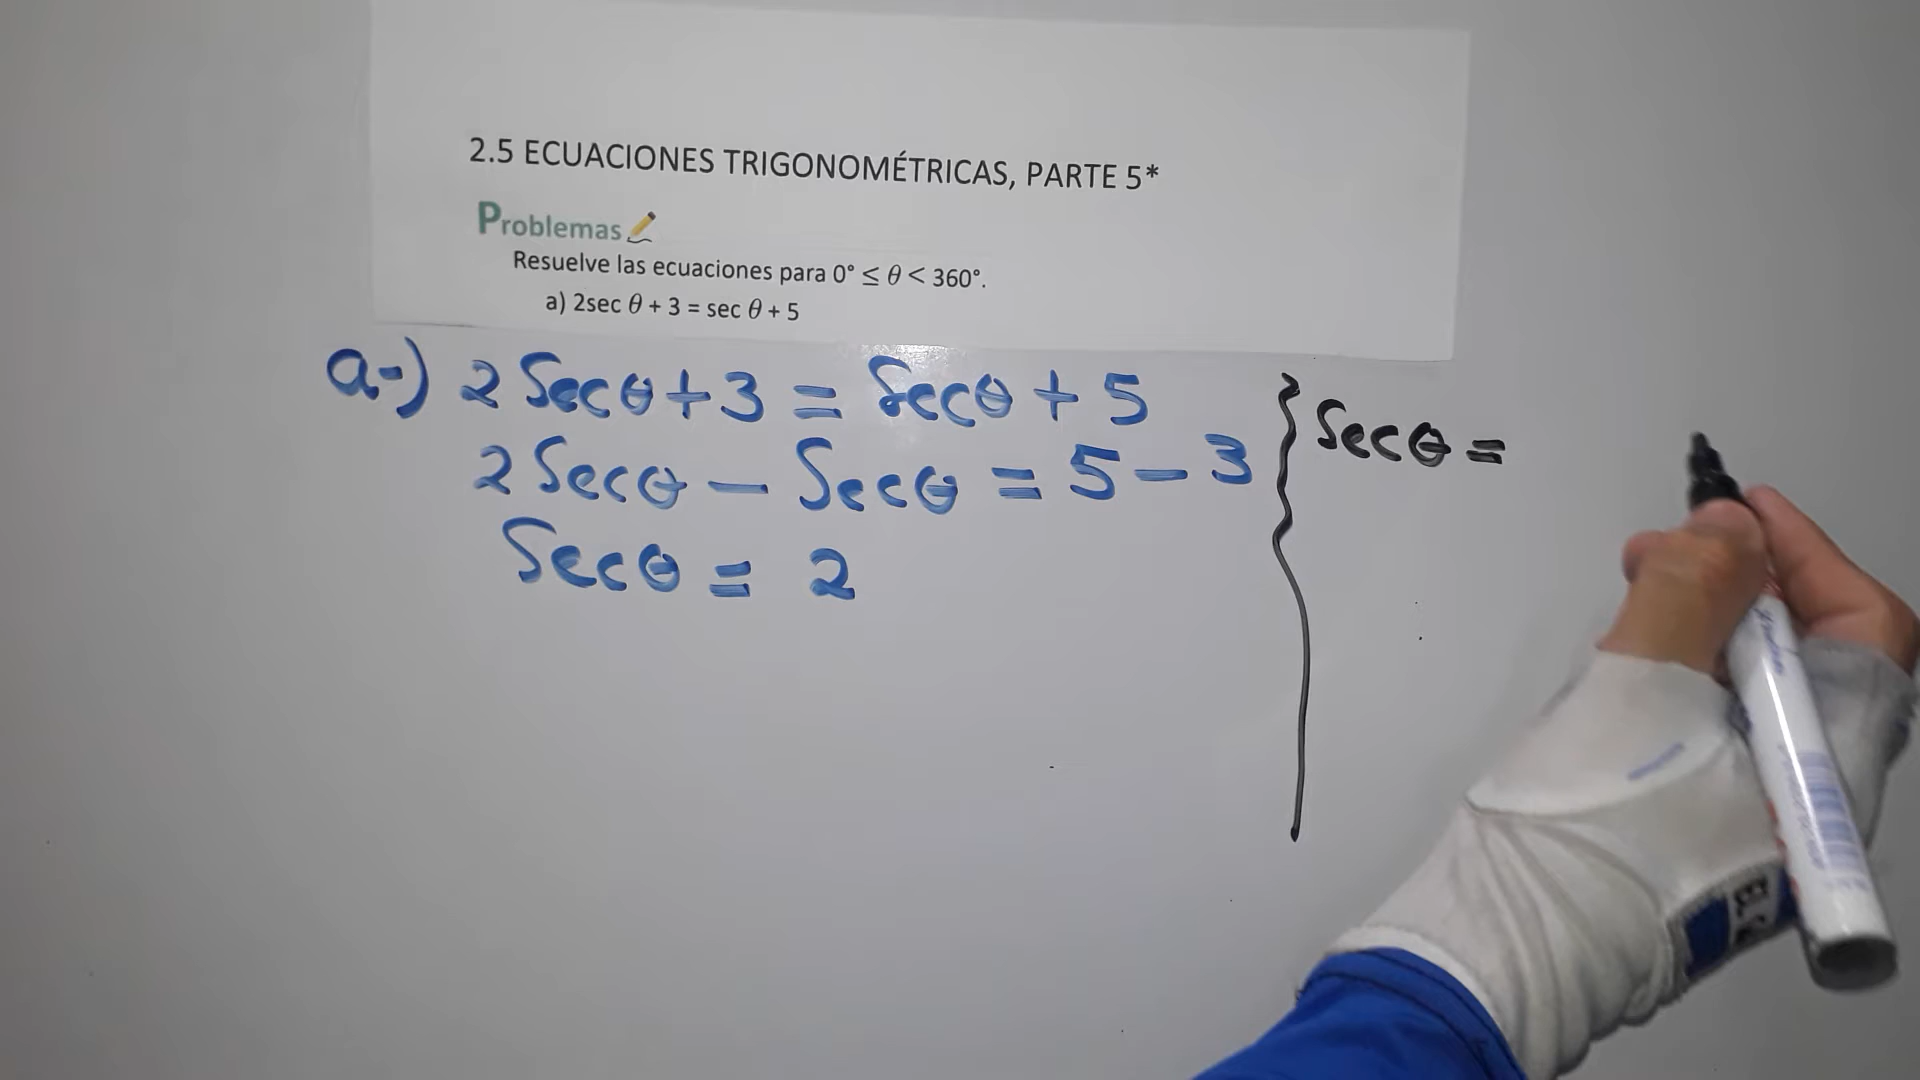 2.5 ECUACIONES TRIGONOMÉTRICAS, PARTE 5*
Problemas
Resuelve las ecuaciones para 0° ≤ θ < 360°.
a) 2sec θ + 3 = sec θ + 5
a-) 2 Secθ + 3 = Secθ + 5
2 Secθ - Secθ = 5 - 3
Secθ = 2
Secθ =